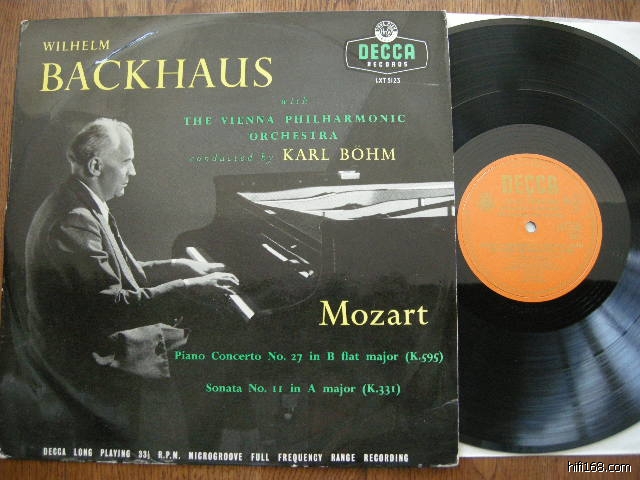 WILHELM
BACKHAUS
with
THE VIENNA PHILHARMONIC
ORCHESTRA
conducted by KARL BÖHM
DECCA
RECORDS
LXT 5123
Mozart
Piano Concerto No. 27 in B flat major (K.595)
Sonata No. 11 in A major (K.331)
DECCA LONG PLAYING 33⅓ R.P.M. MICROGROOVE FULL FREQUENCY RANGE RECORDING
DECCA
hifi168.com